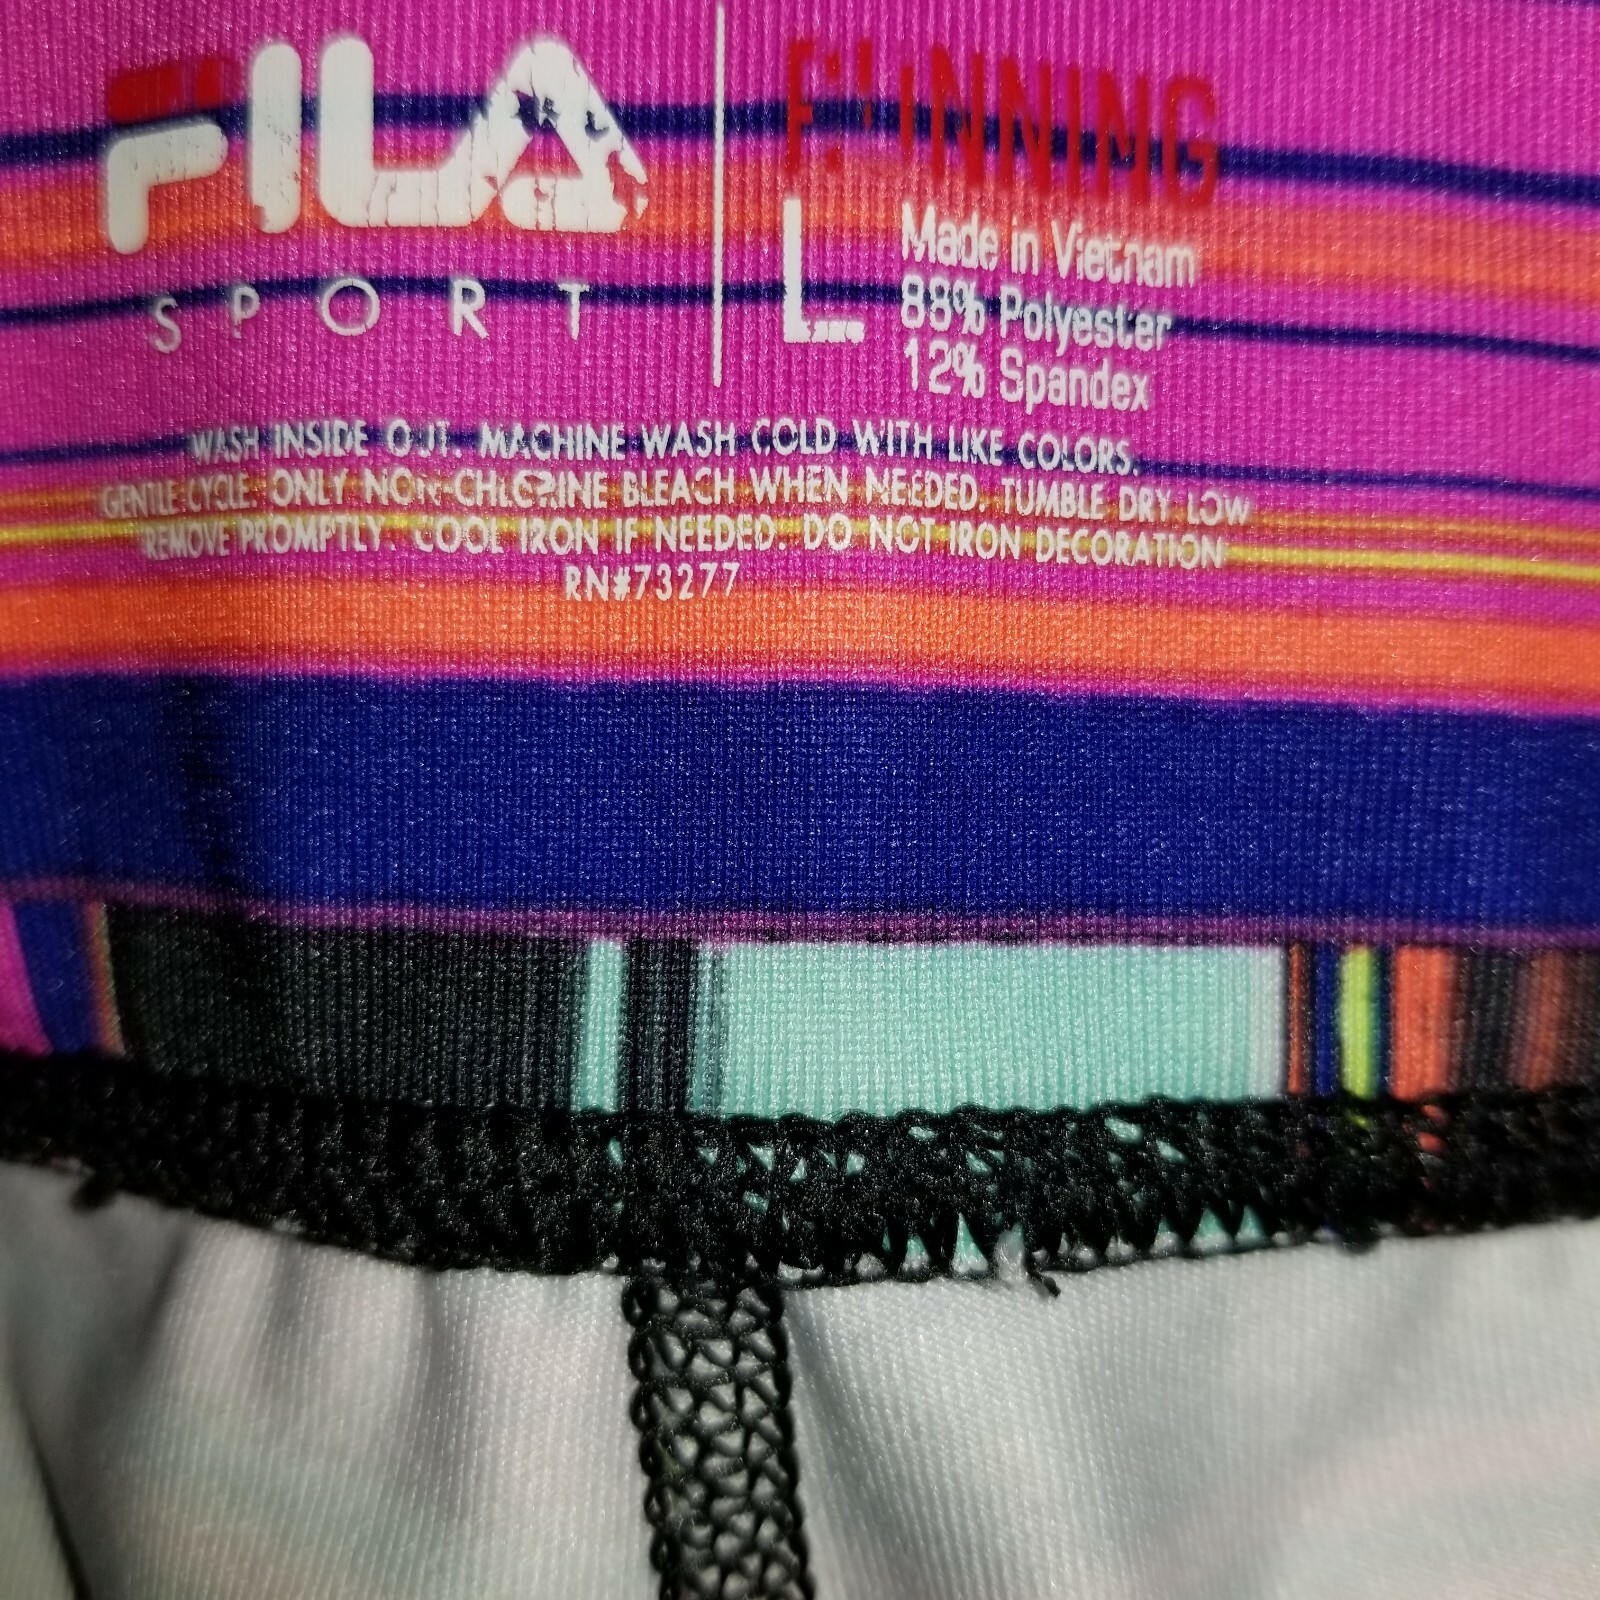 FILA
SPORT
RUNNING
L
Made in Vietnam
88% Polyester
12% Spandex
WASH INSIDE OUT. MACHINE WASH COLD WITH LIKE COLORS.
GENTLE CYCLE. ONLY NON-CHLORINE BLEACH WHEN NEEDED. TUMBLE DRY LOW
REMOVE PROMPTLY. COOL IRON IF NEEDED. DO NOT IRON DECORATION
RN#73277